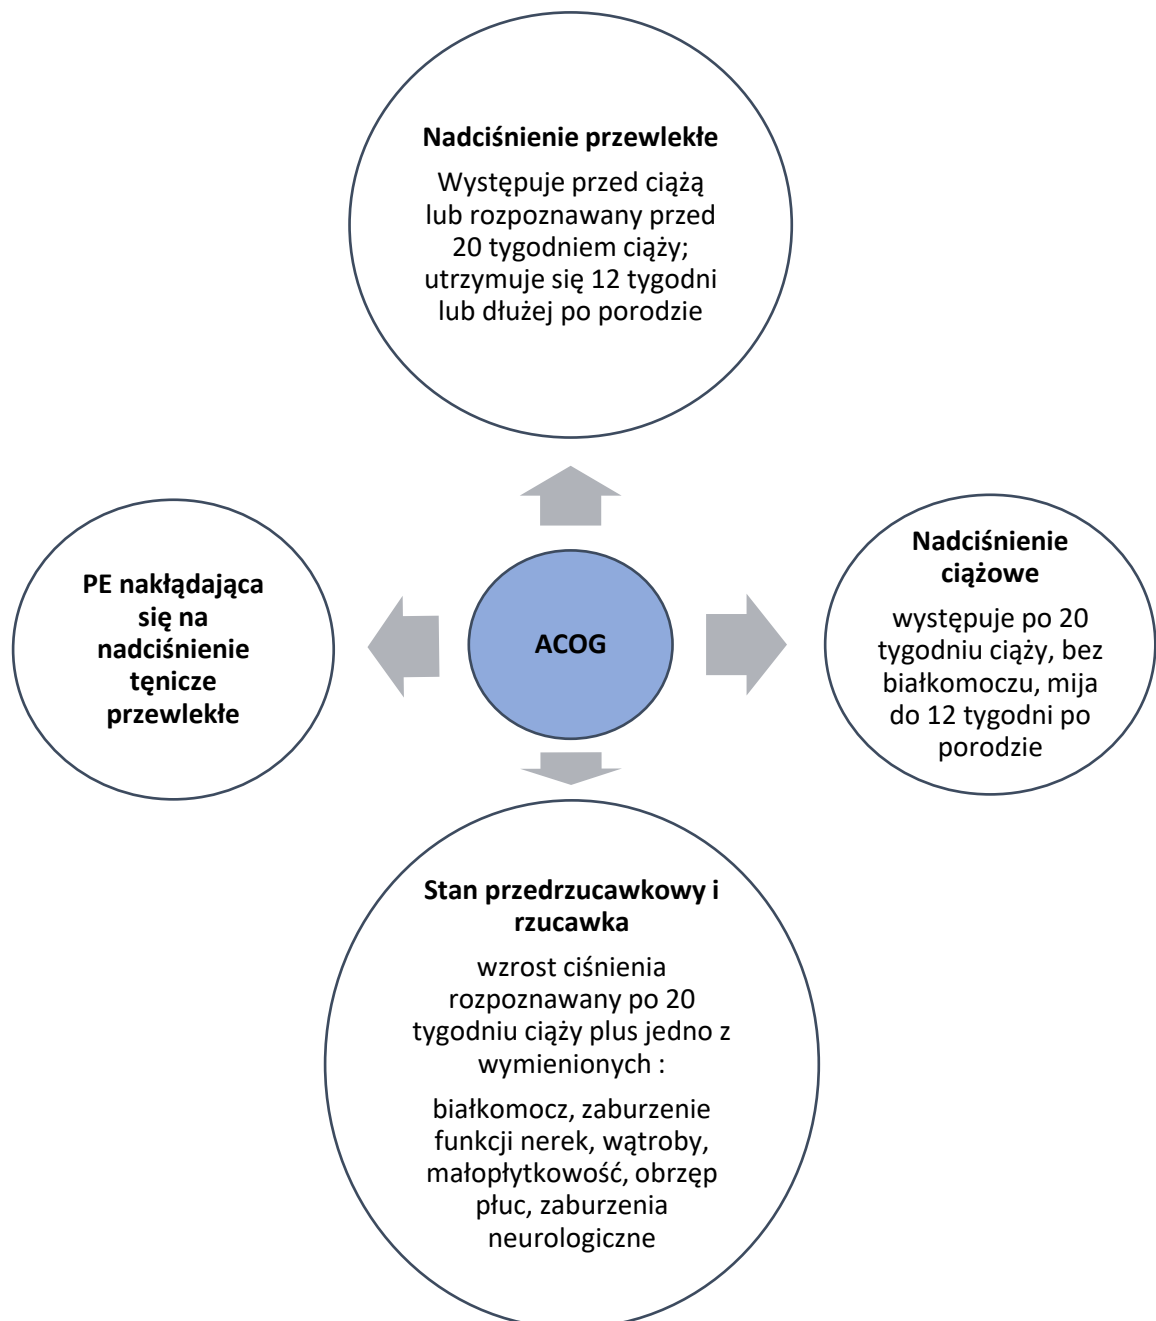 Nadciśnienie przewlekłe
Występuje przed ciążą
lub rozpoznawany przed
20 tygodniem ciąży;
utrzymuje się 12 tygodni
lub dłużej po porodzie
PE nakłądająca
się na
nadciśnienie
tęnicze
przewlekłe
ACOG
Nadciśnienie
ciążowe
występuje po 20
tygodniu ciąży, bez
białkomoczu, mija
do 12 tygodni po
porodzie
Stan przedrzucawkowy i
rzucawka
wzrost ciśnienia
rozpoznawany po 20
tygodniu ciąży plus jedno z
wymienionych :
białkomocz, zaburzenie
funkcji nerek, wątroby,
małopłytkowość, obrzęp
płuc, zaburzenia
neurologiczne